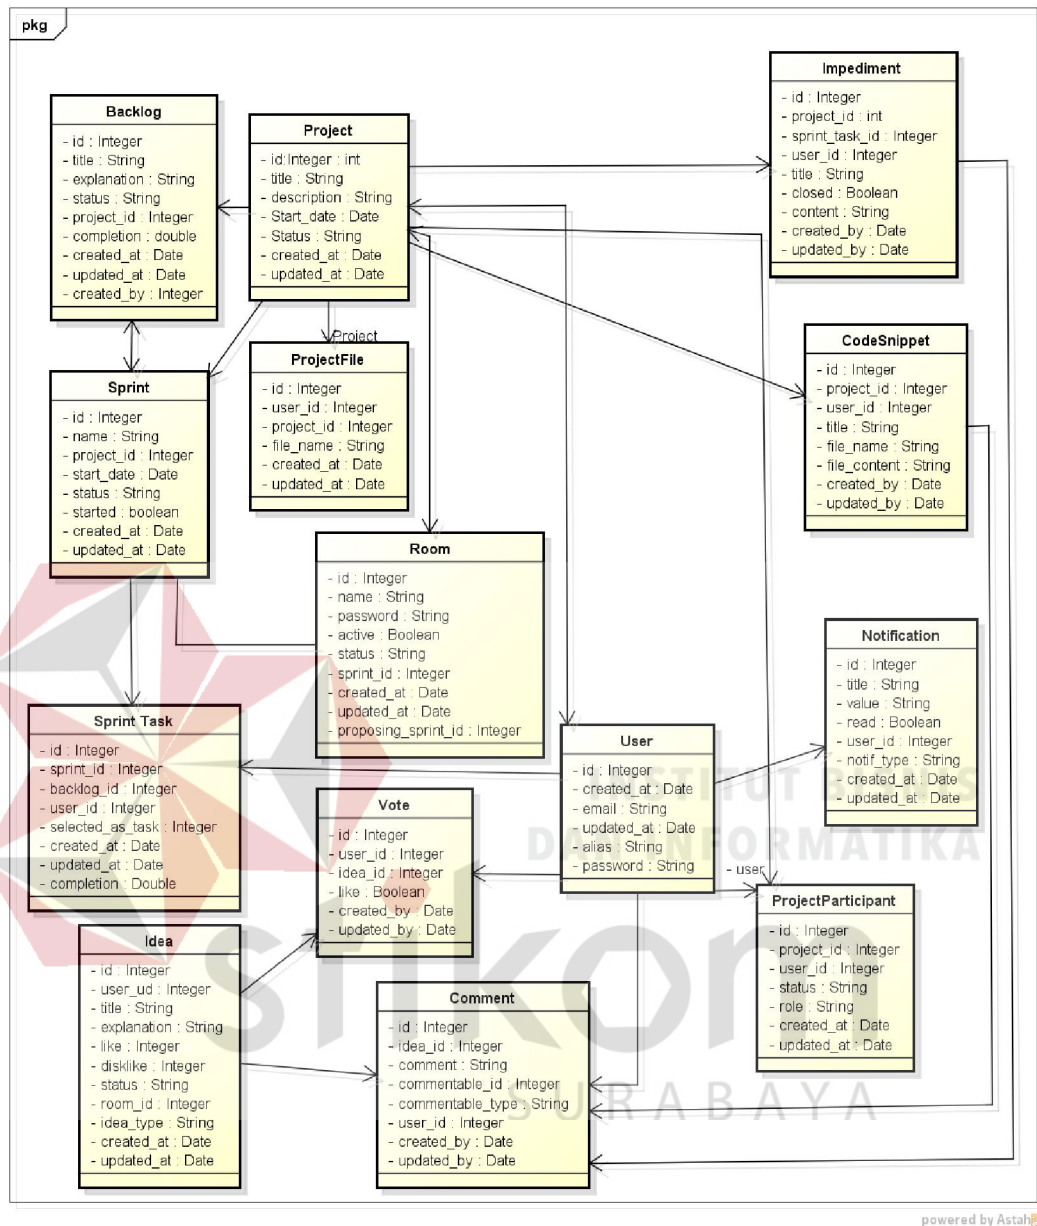 pkg
Backlog
- id : Integer
- title : String
- explanation : String
- status : String
- project_id : Integer
- completion : double
- created_at : Date
- updated_at : Date
- created_by : Integer
Project
- id:Integer : int
- title : String
- description : String
- Start_date : Date
- Status : String
- created_at : Date
- updated_at : Date
Impediment
- id : Integer
- project_id : int
- sprint_task_id : Integer
- user_id : Integer
- title : String
- closed : Boolean
- content : String
- created_by : Date
- updated_by : Date
Project
ProjectFile
- id : Integer
- user_id : Integer
- project_id : Integer
- file_name : String
- created_at : Date
- updated_at : Date
CodeSnippet
- id : Integer
- project_id : Integer
- user_id : Integer
- title : String
- file_name : String
- file_content : String
- created_by : Date
- updated_by : Date
Sprint
- id : Integer
- name : String
- project_id : Integer
- start_date : Date
- status : String
- started : boolean
- created_at : Date
- updated_at : Date
Room
- id : Integer
- name : String
- password : String
- active : Boolean
- status : String
- sprint_id : Integer
- created_at : Date
- updated_at : Date
- proposing_sprint_id : Integer
Notification
- id : Integer
- title : String
- value : String
- read : Boolean
- user_id : Integer
- notif_type : String
- created_at : Date
- updated_at : Date
Sprint Task
- id : Integer
- sprint_id : Integer
- backlog_id : Integer
- user_id : Integer
- selected_as_task : Integer
- created_at : Date
- updated_at : Date
- completion : Double
User
- id : Integer
- created_at : Date
- email : String
- updated_at : Date
- alias : String
- password : String
Vote
- id : Integer
- user_id : Integer
- idea_id : Integer
- like : Boolean
- created_by : Date
- updated_by : Date
- user
ProjectParticipant
- id : Integer
- project_id : Integer
- user_id : Integer
- status : String
- role : String
- created_at : Date
- updated_at : Date
Idea
- id : Integer
- user_ud : Integer
- title : String
- explanation : String
- like : Integer
- disklike : Integer
- status : String
- room_id : Integer
- idea_type : String
- created_at : Date
- updated_at : Date
Comment
- id : Integer
- idea_id : Integer
- comment : String
- commentable_id : Integer
- commentable_type : String
- user_id : Integer
- created_by : Date
- updated_by : Date
INSTITUT BISNIS
DAN INFORMATIKA
stikom
SURABAYA
powered by Astah